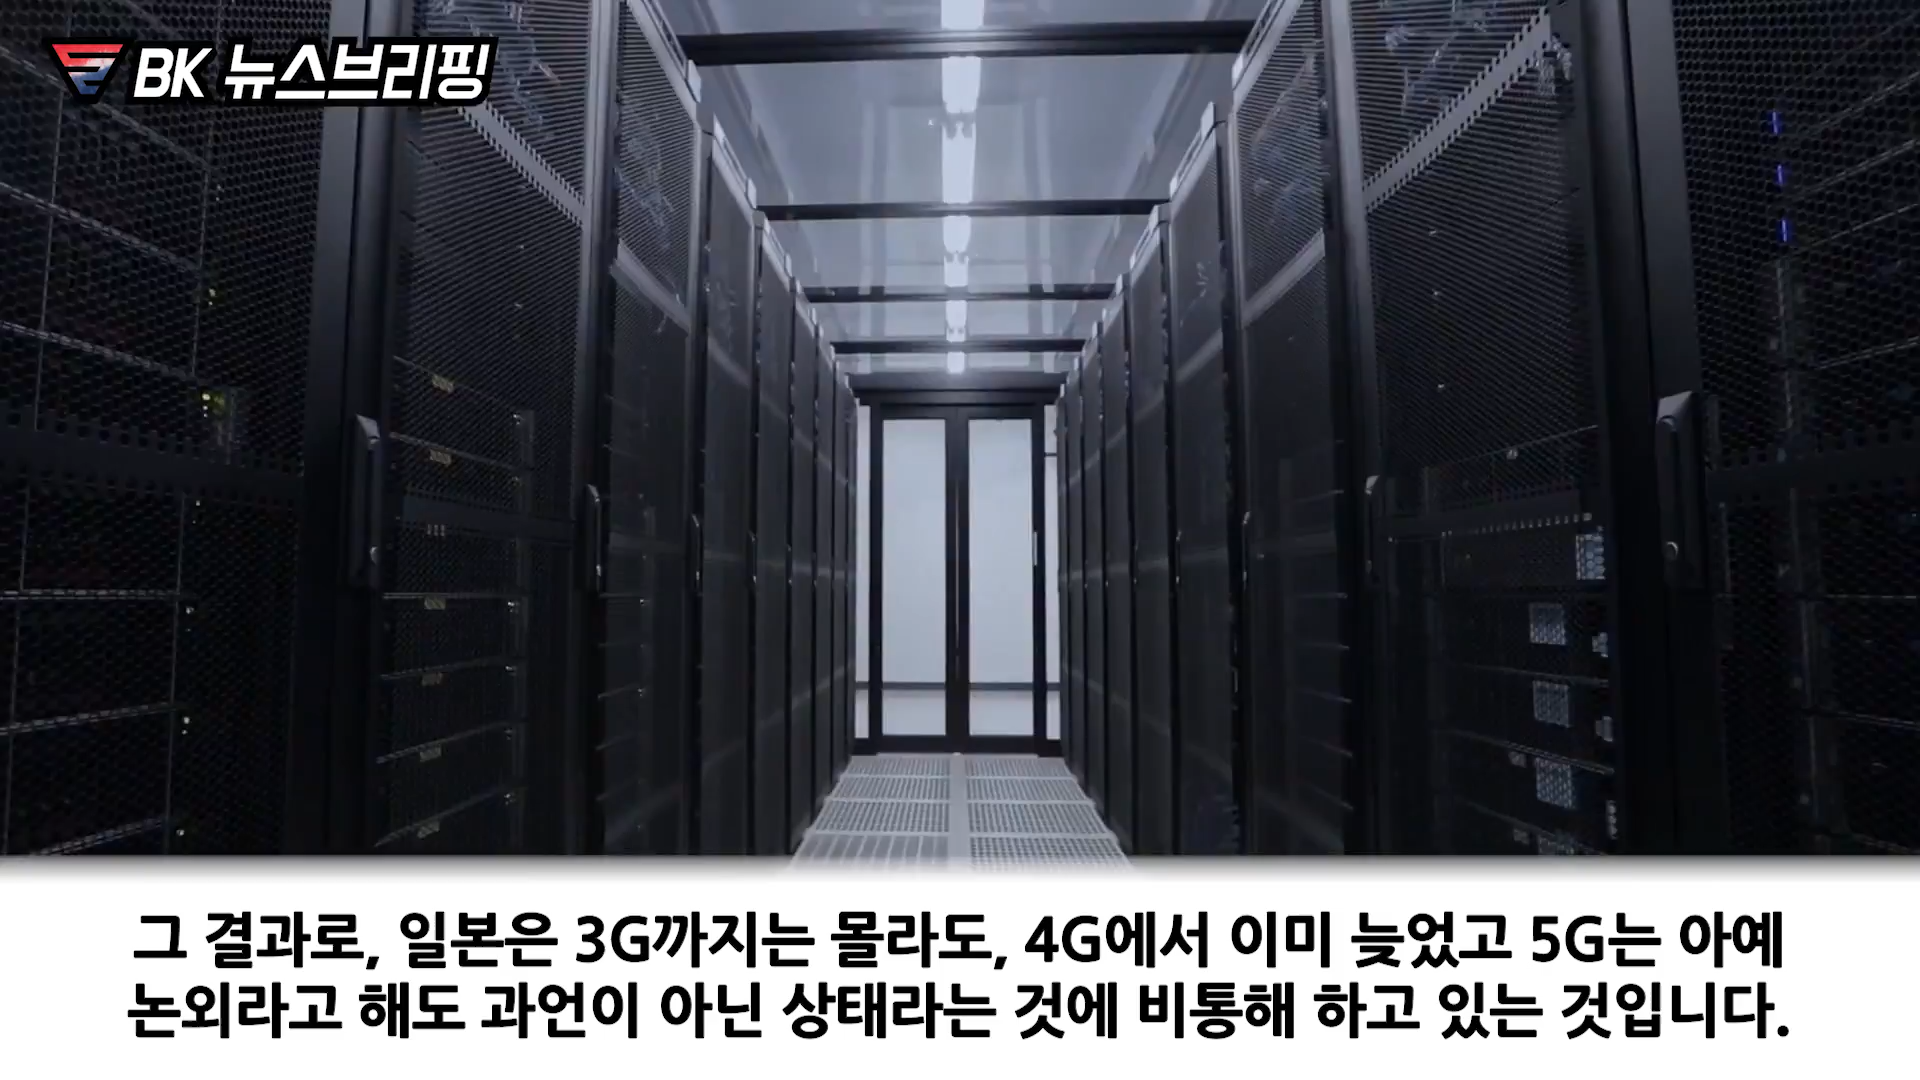 BK 뉴스브리핑
그 결과로, 일본은 3G까지는 몰라도, 4G에서 이미 늦었고 5G는 아예
논외라고 해도 과언이 아닌 상태라는 것에 비통해 하고 있는 것입니다.